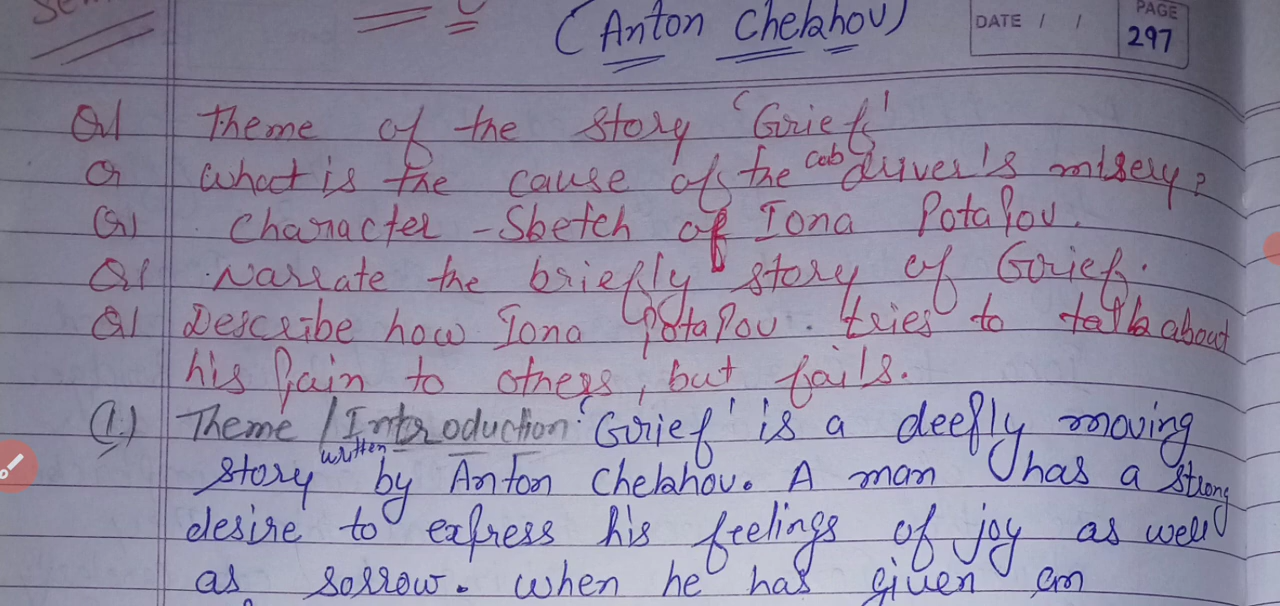 (Anton Chekhov)
DATE / /
PAGE
297
Q1 Theme of the story 'Grief'
Or What is the cause of the cab driver's misery?
Q1 Character-Sketch of Iona Potapov.
Q1 Narrate the briefly story of Grief.
Q1 Describe how Iona Potapov. tries to talk about
his pain to others, but fails.
(1.) Theme/Introduction: 'Grief' is a deeply moving
story written by Anton Chekhov. A man has a strong
desire to express his feelings of joy as well
as sorrow. When he has given an